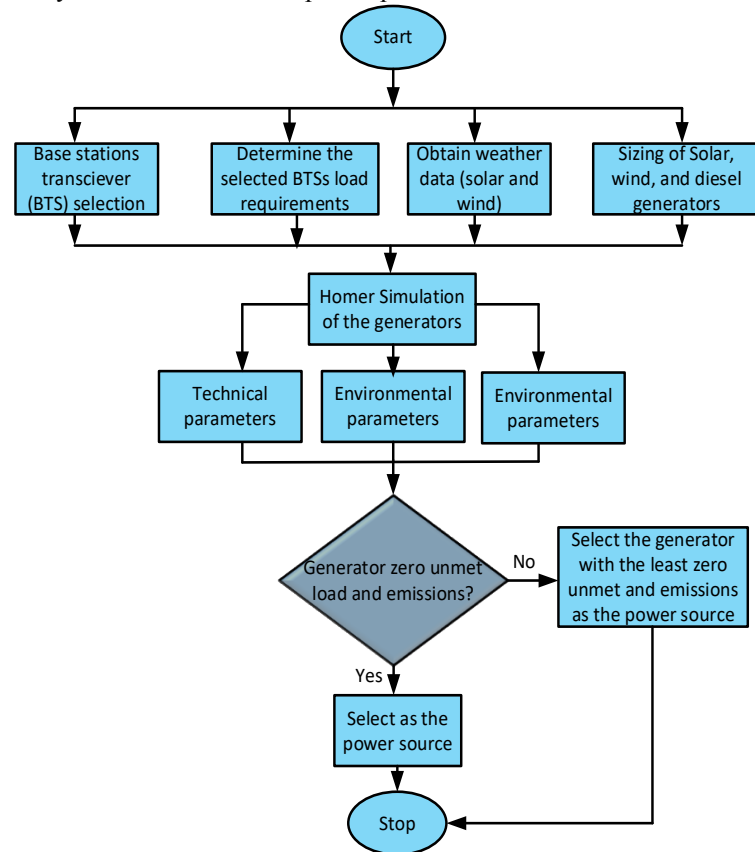 Start
Base stations
transciever
(BTS) selection
Determine the
selected BTSs load
requirements
Obtain weather
data (solar and
wind)
Sizing of Solar,
wind, and diesel
generators
Homer Simulation
of the generators
Technical
parameters
Environmental
parameters
Environmental
parameters
Generator zero unmet
load and emissions?
No
Select the generator
with the least zero
unmet and emissions
as the power source
Yes
Select as the
power source
Stop